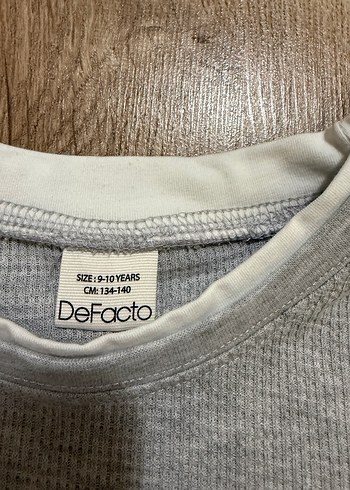 SIZE : 9-10 YEARS
CM: 134-140
DeFacto